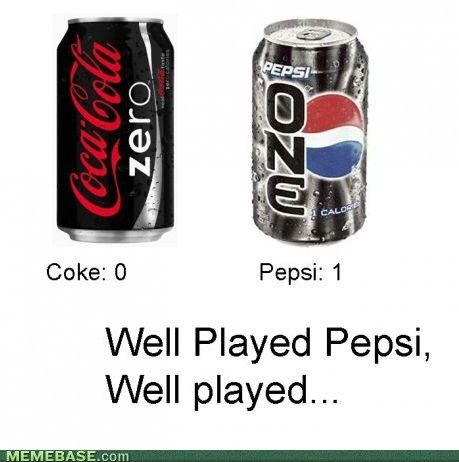 Coca-Cola
zero
PEPSI
ONE
1 CALORIE
Coke: 0
Pepsi: 1
Well Played Pepsi,
Well played...
MEMEBASE.com